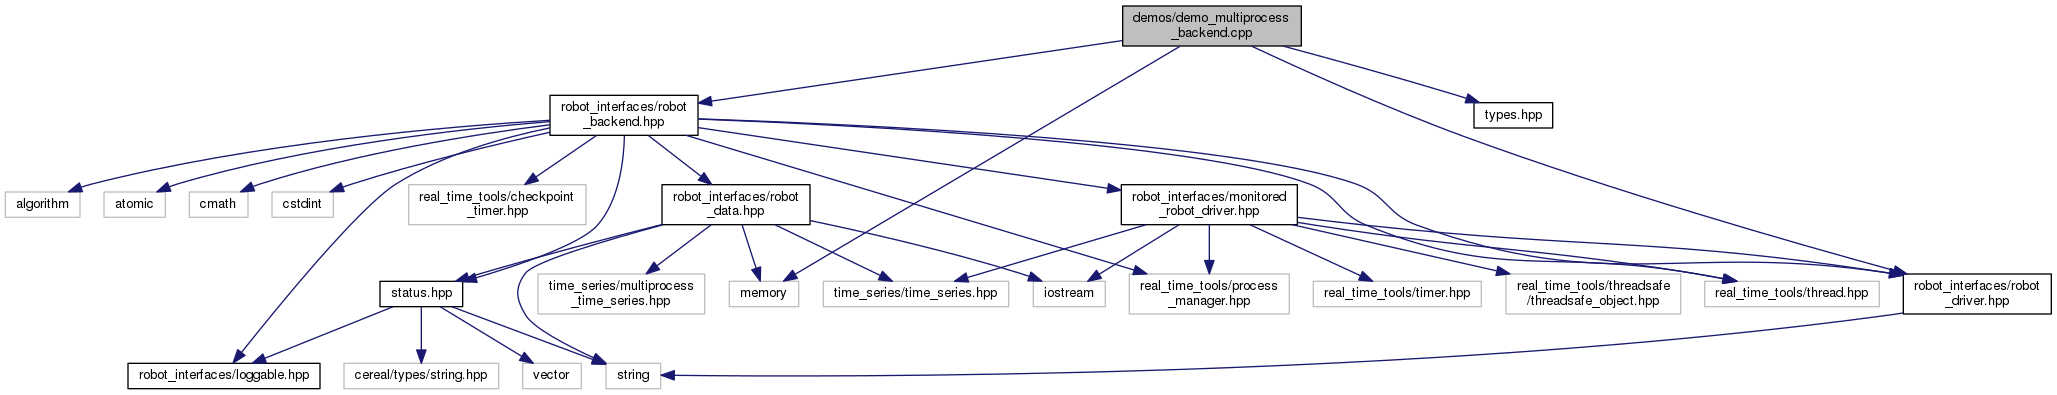 demos/demo_multiprocess
_backend.cpp
robot_interfaces/robot
_backend.hpp
types.hpp
algorithm
atomic
cmath
cstdint
real_time_tools/checkpoint
_timer.hpp
robot_interfaces/robot
_data.hpp
robot_interfaces/monitored
_robot_driver.hpp
status.hpp
time_series/multiprocess
_time_series.hpp
memory
time_series/time_series.hpp
iostream
real_time_tools/process
_manager.hpp
real_time_tools/timer.hpp
real_time_tools/threadsafe
/threadsafe_object.hpp
real_time_tools/thread.hpp
robot_interfaces/robot
_driver.hpp
robot_interfaces/loggable.hpp
cereal/types/string.hpp
vector
string